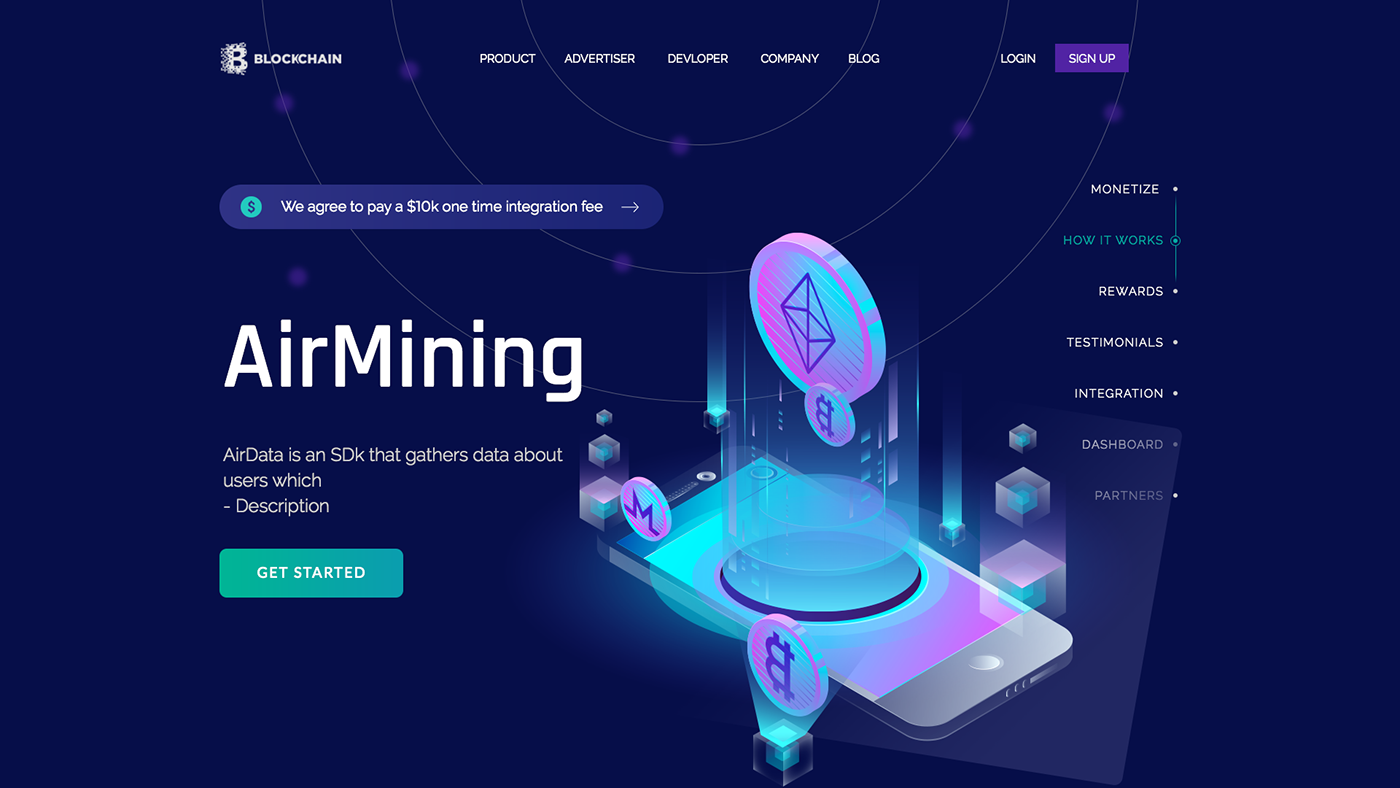 BLOCKCHAIN
PRODUCT
ADVERTISER
DEVLOPER
COMPANY
BLOG
LOGIN
SIGN UP
We agree to pay a $10k one time integration fee
MONETIZE
HOW IT WORKS
REWARDS
TESTIMONIALS
INTEGRATION
DASHBOARD
PARTNERS
AirMining
AirData is an SDk that gathers data about
users which
- Description
GET STARTED